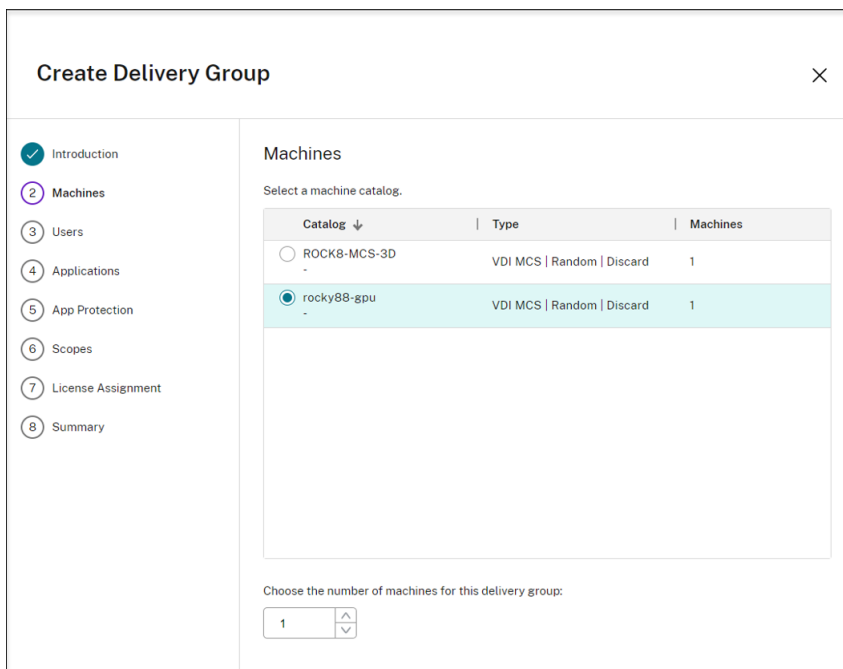 Create Delivery Group
Introduction
2 Machines
3 Users
4 Applications
5 App Protection
6 Scopes
7 License Assignment
8 Summary
Machines
Select a machine catalog.
Catalog Type Machines
ROCK8-MCS-3D VDI MCS | Random | Discard 1
-
rocky88-gpu VDI MCS | Random | Discard 1
-
Choose the number of machines for this delivery group:
1